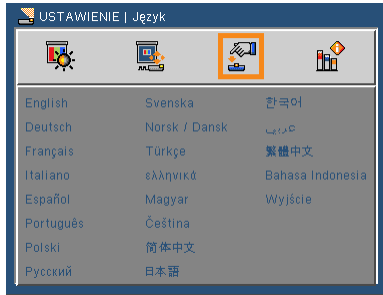 USTAWIENIE | Język
English
Deutsch
Français
Italiano
Español
Português
Polski
Русский
Svenska
Norsk / Dansk
Türkçe
ελληνικά
Magyar
Čeština
简体中文
日本語
한국어
عربي
繁體中文
Bahasa Indonesia
Wyjście